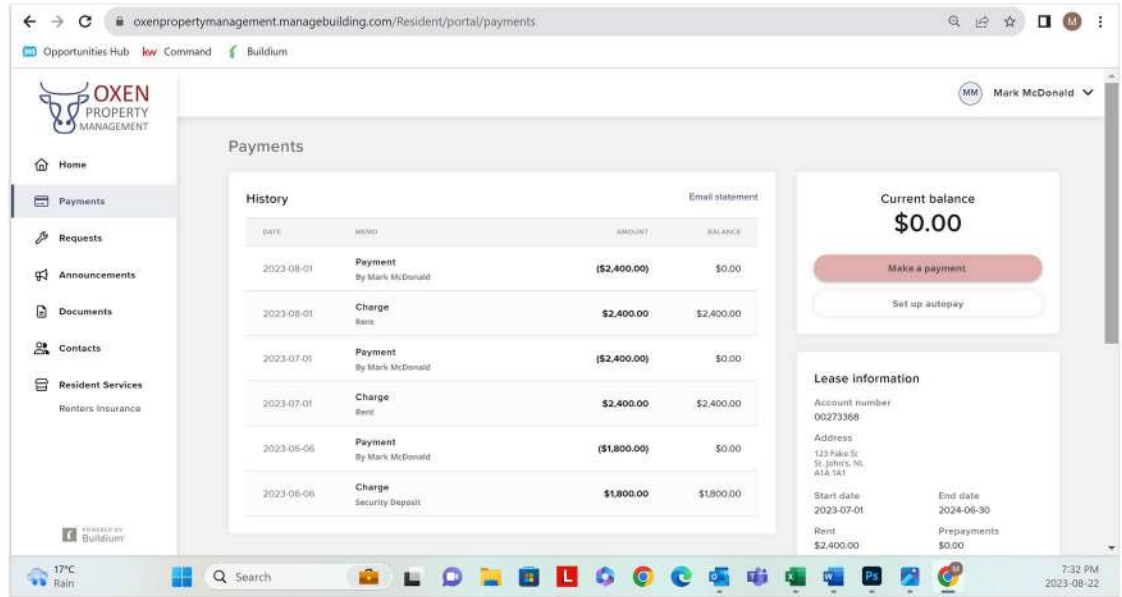 oxenpropertymanagement.managebuilding.com/Resident/portal/payments
M
Opportunities Hub kw Command Buildium
OXEN
PROPERTY
MANAGEMENT
MM Mark McDonald
Home
Payments
Requests
Announcements
Documents
Contacts
Resident Services
Renters Insurance
POWERED BY
Buildium
Payments
History Email statement
DATE MEMO AMOUNT BALANCE
2023-08-01 Payment ($2,400.00) $0.00
By Mark McDonald
2023-08-01 Charge $2,400.00 $2,400.00
Rent
2023-07-01 Payment ($2,400.00) $0.00
By Mark McDonald
2023-07-01 Charge $2,400.00 $2,400.00
Rent
2023-06-06 Payment ($1,800.00) $0.00
By Mark McDonald
2023-06-06 Charge $1,800.00 $1,800.00
Security Deposit
Current balance
$0.00
Make a payment
Set up autopay
Lease information
Account number
00273368
Address
123 Fake St
St. John's, NL
A1A 1A1
Start date End date
2023-07-01 2024-06-30
Rent Prepayments
$2,400.00 $0.00
17°C
Rain
Search
L
Ps
7:32 PM
2023-08-22